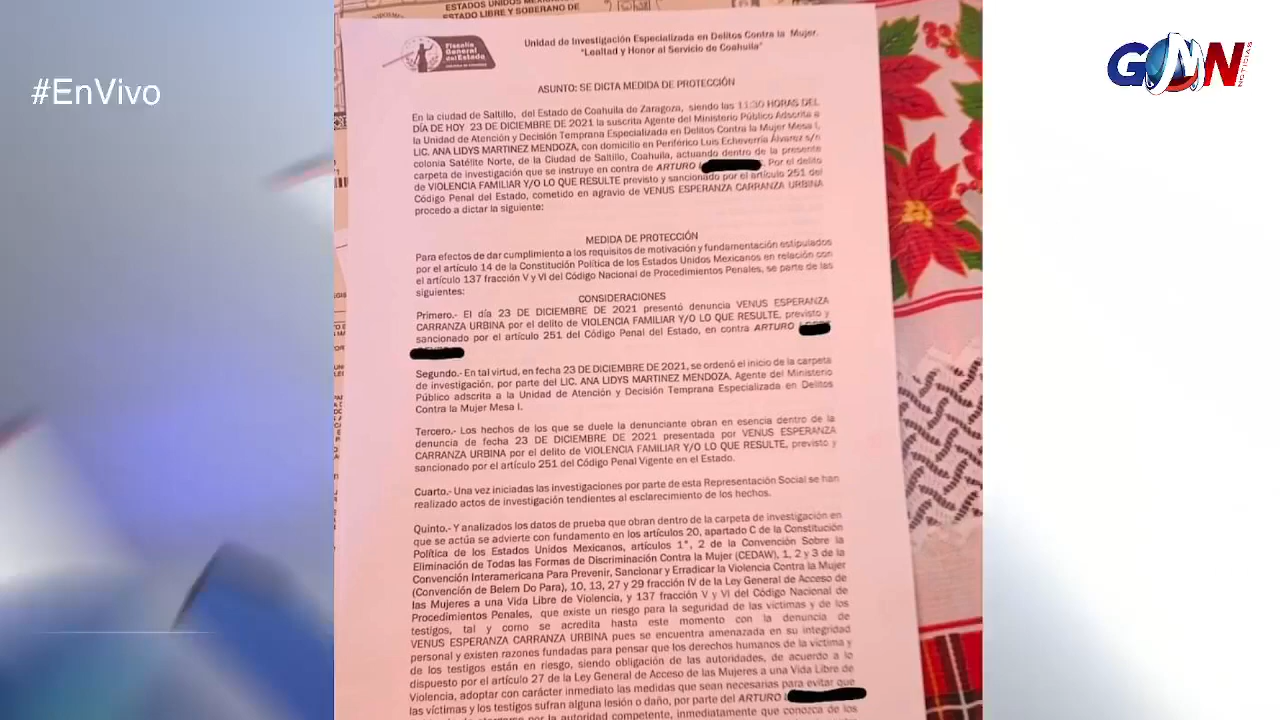 #EnVivo
GMN
NOTICIAS
ESTADOS UNIDOS
ESTADO LIBRE Y SOBERANO DE
Fiscalía
General
del Estado
Unidad de Investigación Especializada en Delitos Contra la Mujer.
"Lealtad y Honor al Servicio de Coahuila"
ASUNTO: SE DICTA MEDIDA DE PROTECCIÓN
En la ciudad de Saltillo, del Estado de Coahuila de Zaragoza, siendo las 11:30 HORAS DEL
DÍA DE HOY 23 DE DICIEMBRE DE 2021 la suscrita Agente del Ministerio Público Adscrita a
la Unidad de Atención y Decisión Temprana Especializada en Delitos Contra la Mujer Mesa I,
LIC. ANA LIDYS MARTINEZ MENDOZA, con domicilio en Periférico Luis Echeverría Álvarez s/n
colonia Satélite Norte, de la Ciudad de Saltillo, Coahuila, actuando dentro de la presente
carpeta de investigación que se instruye en contra de ARTURO . Por el delito
de VIOLENCIA FAMILIAR Y/O LO QUE RESULTE previsto y sancionado por el artículo 251 del
Código Penal del Estado, cometido en agravio de VENUS ESPERANZA CARRANZA URBINA
procedo a dictar la siguiente:
MEDIDA DE PROTECCIÓN
Para efectos de dar cumplimiento a los requisitos de motivación y fundamentación estipulados
por el artículo 14 de la Constitución Política de los Estados Unidos Mexicanos en relación con
el artículo 137 fracción V y VI del Código Nacional de Procedimientos Penales, se parte de las
siguientes:
CONSIDERACIONES
Primero.- El día 23 DE DICIEMBRE DE 2021 presentó denuncia VENUS ESPERANZA
CARRANZA URBINA por el delito de VIOLENCIA FAMILIAR Y/O LO QUE RESULTE, previsto y
sancionado por el artículo 251 del Código Penal del Estado, en contra ARTURO
Segundo.- En tal virtud, en fecha 23 DE DICIEMBRE DE 2021, se ordenó el inicio de la carpeta
de investigación, por parte del LIC. ANA LIDYS MARTINEZ MENDOZA, Agente del Ministerio
Público adscrita a la Unidad de Atención y Decisión Temprana Especializada en Delitos
Contra la Mujer Mesa I.
Tercero.- Los hechos de los que se duele la denunciante obran en esencia dentro de la
denuncia de fecha 23 DE DICIEMBRE DE 2021 presentada por VENUS ESPERANZA
CARRANZA URBINA por el delito de VIOLENCIA FAMILIAR Y/O LO QUE RESULTE, previsto y
sancionado por el artículo 251 del Código Penal Vigente en el Estado.
Cuarto.- Una vez iniciadas las investigaciones por parte de esta Representación Social se han
realizado actos de investigación tendientes al esclarecimiento de los hechos.
Quinto.- Y analizados los datos de prueba que obran dentro de la carpeta de investigación en
que se actúa se advierte con fundamento en los artículos 20, apartado C de la Constitución
Política de los Estados Unidos Mexicanos, artículos 1°, 2 de la Convención Sobre la
Eliminación de Todas las Formas de Discriminación Contra la Mujer (CEDAW), 1, 2 y 3 de la
Convención Interamericana Para Prevenir, Sancionar y Erradicar la Violencia Contra la Mujer
(Convención de Belem Do Para), 10, 13, 27 y 29 fracción IV de la Ley General de Acceso de
las Mujeres a una Vida Libre de Violencia, y 137 fracción V y VI del Código Nacional de
Procedimientos Penales, que existe un riesgo para la seguridad de las víctimas y de los
testigos, tal y como se acredita hasta este momento con la denuncia de
VENUS ESPERANZA CARRANZA URBINA pues se encuentra amenazada en su integridad
personal y existen razones fundadas para pensar que los derechos humanos de la víctima y
de los testigos están en riesgo, siendo obligación de las autoridades, de acuerdo a lo
dispuesto por el artículo 27 de la Ley General de Acceso de las Mujeres a una Vida Libre de
Violencia, adoptar con carácter inmediato las medidas que sean necesarias para evitar que
las víctimas y los testigos sufran alguna lesión o daño, por parte del ARTURO
por la autoridad competente, inmediatamente que conozca de los